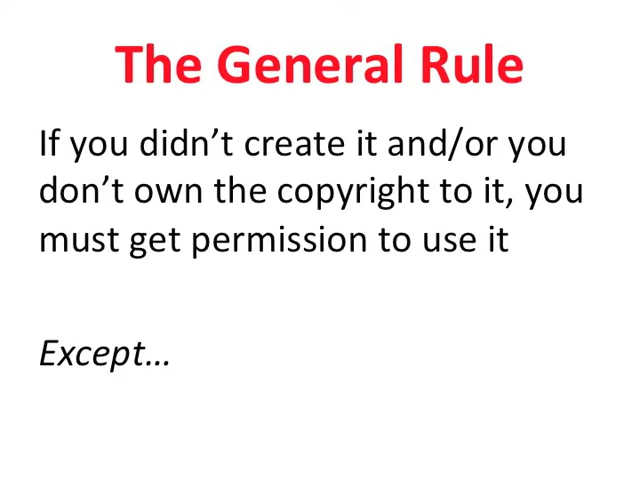 The General Rule
If you didn’t create it and/or you
don’t own the copyright to it, you
must get permission to use it
Except…